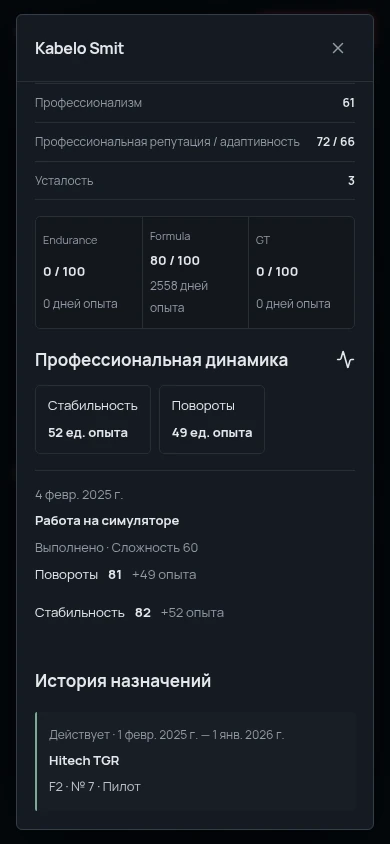 Kabelo Smit
Профессионализм 61
Профессиональная репутация / адаптивность 72 / 66
Усталость 3
Endurance
0 / 100
0 дней опыта
Formula
80 / 100
2558 дней
опыта
GT
0 / 100
0 дней опыта
Профессиональная динамика
Стабильность
52 ед. опыта
Повороты
49 ед. опыта
4 февр. 2025 г.
Работа на симуляторе
Выполнено · Сложность 60
Повороты 81 +49 опыта
Стабильность 82 +52 опыта
История назначений
Действует · 1 февр. 2025 г. — 1 янв. 2026 г.
Hitech TGR
F2 · № 7 · Пилот